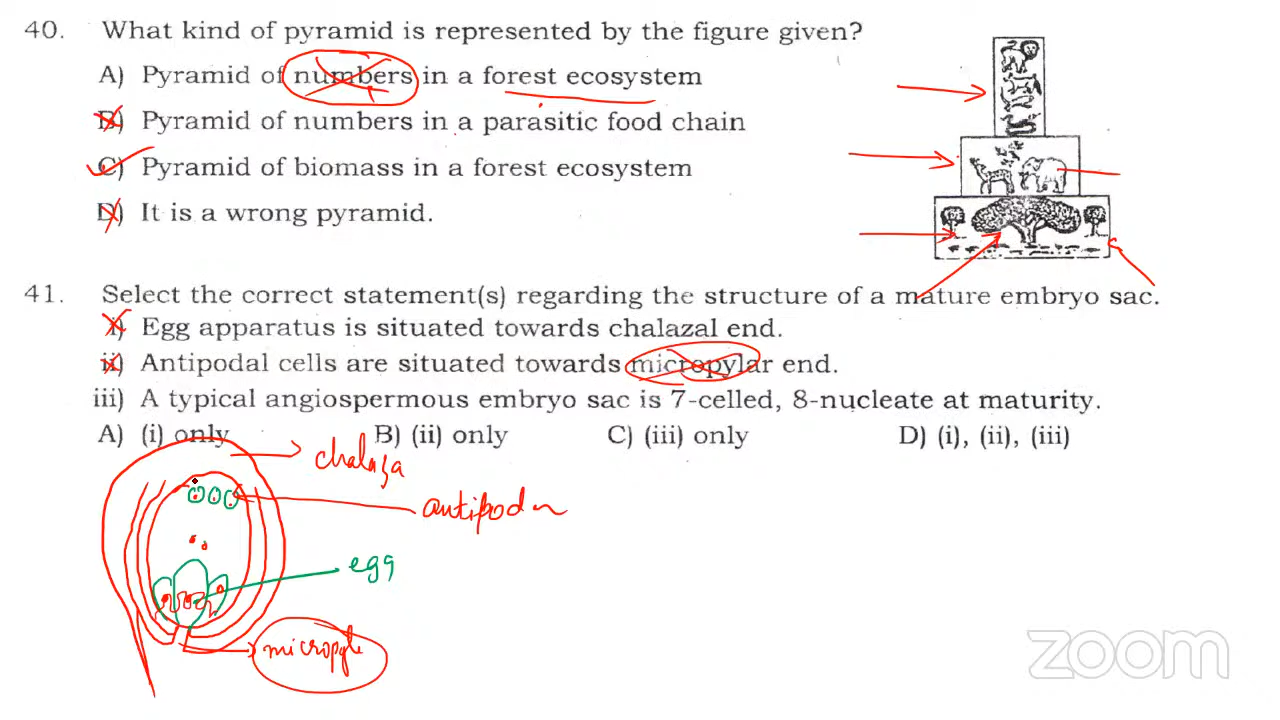 40. What kind of pyramid is represented by the figure given?
A) Pyramid of numbers in a forest ecosystem
B) Pyramid of numbers in a parasitic food chain
C) Pyramid of biomass in a forest ecosystem
D) It is a wrong pyramid.
41. Select the correct statement(s) regarding the structure of a mature embryo sac.
i) Egg apparatus is situated towards chalazal end.
ii) Antipodal cells are situated towards micropylar end.
iii) A typical angiospermous embryo sac is 7-celled, 8-nucleate at maturity.
A) (i) only B) (ii) only C) (iii) only D) (i), (ii), (iii)
chalaza
egg
micropyle
zoom